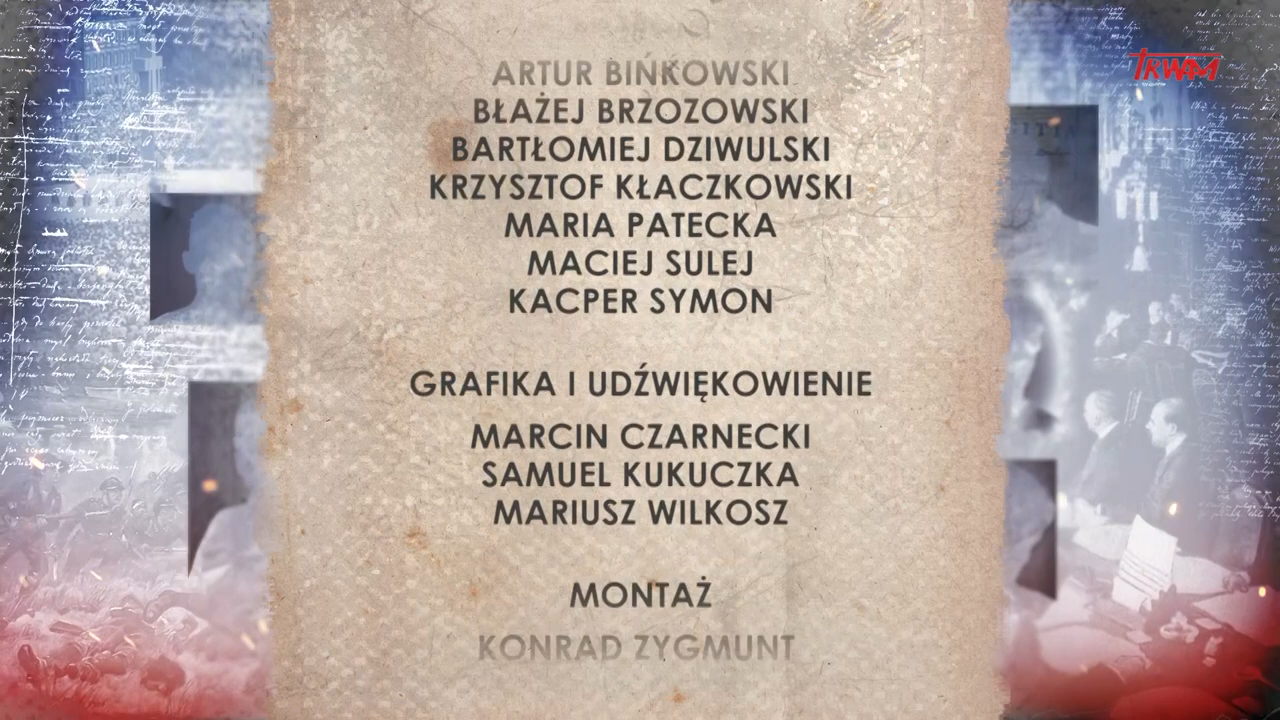 TRWAM
ARTUR BIŃKOWSKI
BŁAŻEJ BRZOZOWSKI
BARTŁOMIEJ DZIWULSKI
KRZYSZTOF KŁACZKOWSKI
MARIA PATECKA
MACIEJ SULEJ
KACPER SYMON
GRAFIKA I UDŹWIĘKOWIENIE
MARCIN CZARNECKI
SAMUEL KUKUCZKA
MARIUSZ WILKOSZ
MONTAŻ
KONRAD ZYGMUNT